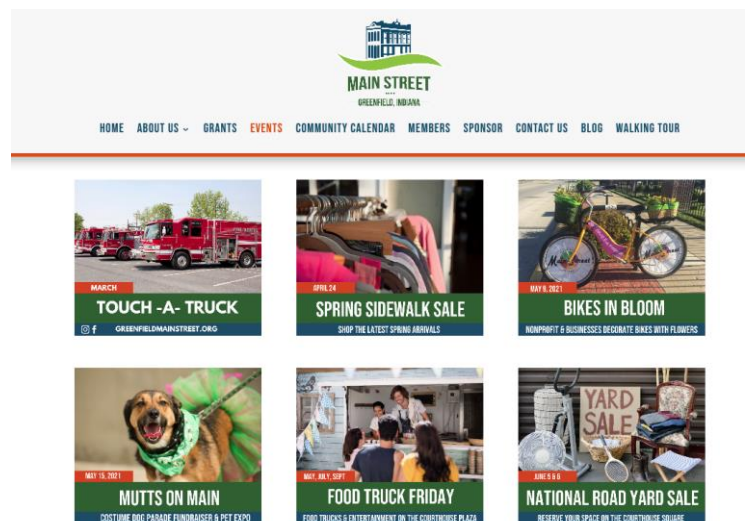 MAIN STREET
GREENFIELD, INDIANA
HOME ABOUT US GRANTS EVENTS COMMUNITY CALENDAR MEMBERS SPONSOR CONTACT US BLOG WALKING TOUR
MARCH
TOUCH -A- TRUCK
GREENFIELDMAINSTREET.ORG
APRIL 24
SPRING SIDEWALK SALE
SHOP THE LATEST SPRING ARRIVALS
Main Street
MAY 9, 2021
BIKES IN BLOOM
NONPROFIT & BUSINESSES DECORATE BIKES WITH FLOWERS
MAY 15, 2021
MUTTS ON MAIN
COSTUME DOG PARADE FUNDRAISER & PET EXPO
MAY, JULY, SEPT
FOOD TRUCK FRIDAY
FOOD TRUCKS & ENTERTAINMENT ON THE COURTHOUSE PLAZA
YARD
SALE
JUNE 5 & 6
NATIONAL ROAD YARD SALE
RESERVE YOUR SPACE ON THE COURTHOUSE SQUARE